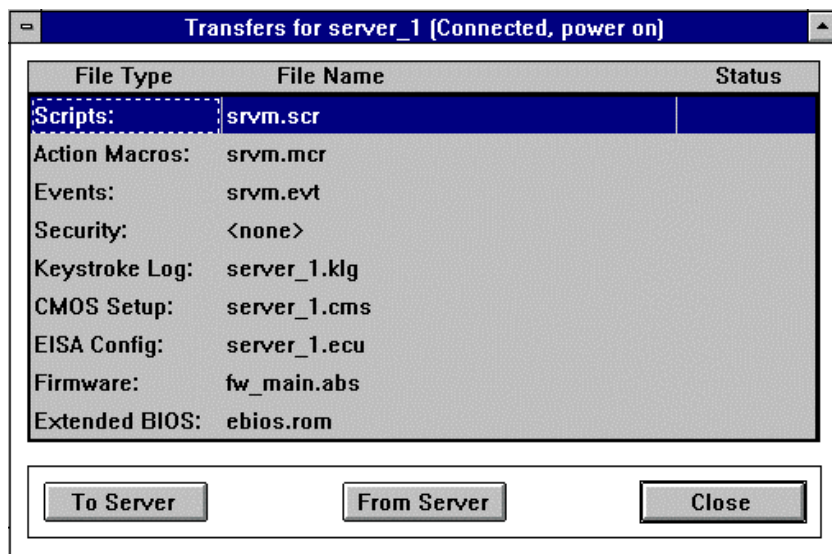 Transfers for server_1 (Connected, power on)
File Type File Name Status
Scripts: srvm.scr
Action Macros: srvm.mcr
Events: srvm.evt
Security: <none>
Keystroke Log: server_1.klg
CMOS Setup: server_1.cms
EISA Config: server_1.ecu
Firmware: fw_main.abs
Extended BIOS: ebios.rom
To Server From Server Close